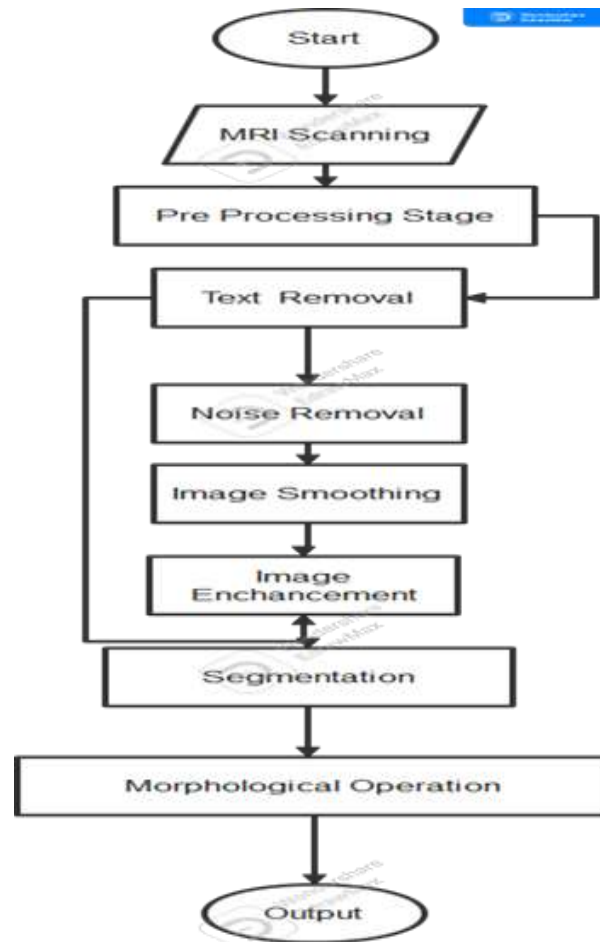 Start
MRI Scanning
Pre Processing Stage
Text Removal
Noise Removal
Image Smoothing
Image
Enchancement
Segmentation
Morphological Operation
Output